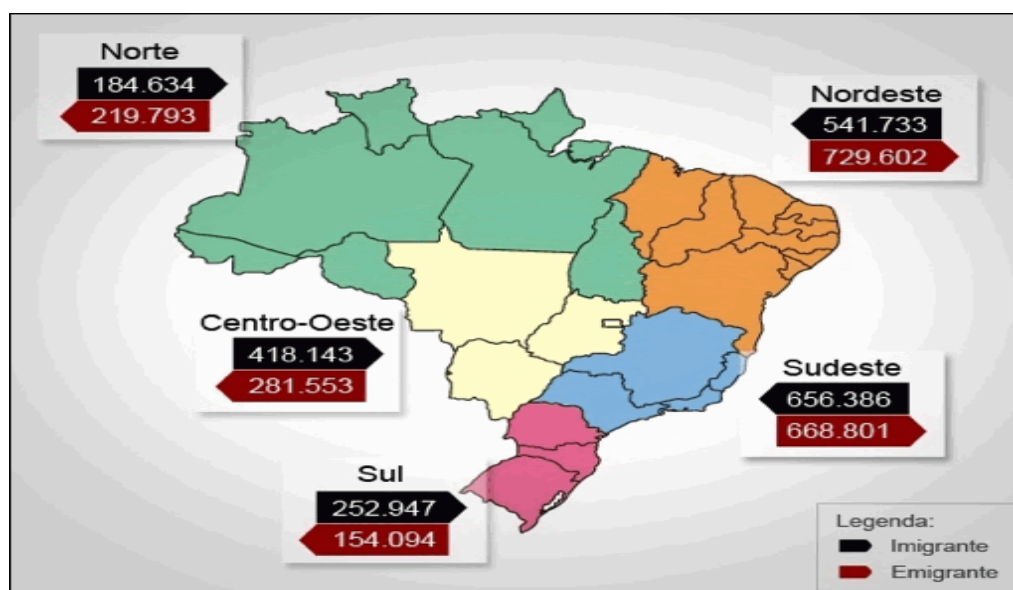 Norte
184.634
219.793
Nordeste
541.733
729.602
Centro-Oeste
418.143
281.553
Sudeste
656.386
668.801
Sul
252.947
154.094
Legenda:
Imigrante
Emigrante